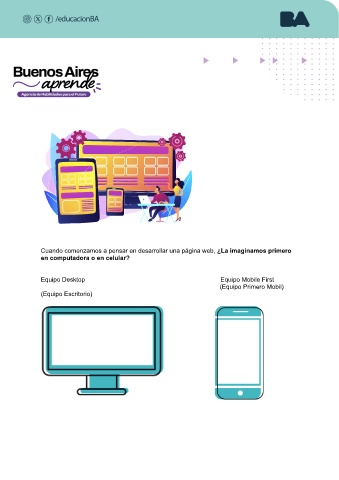 /educacionBA
BA
Buenos Aires
aprende
Agencia de Habilidades para el Futuro
Cuando comenzamos a pensar en desarrollar una página web, ¿La imaginamos primero
en computadora o en celular?
Equipo Desktop
Equipo Mobile First
(Equipo Primero Mobil)
(Equipo Escritorio)